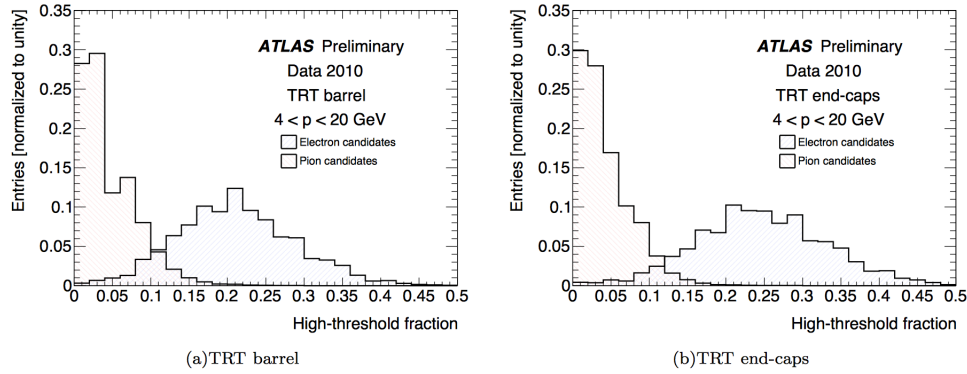 Entries [normalized to unity]
0.35
0.3
0.25
0.2
0.15
0.1
0.05
0
ATLAS Preliminary
Data 2010
TRT barrel
4 < p < 20 GeV
Electron candidates
Pion candidates
0 0.05 0.1 0.15 0.2 0.25 0.3 0.35 0.4 0.45 0.5
High-threshold fraction
(a)TRT barrel
Entries [normalized to unity]
0.35
0.3
0.25
0.2
0.15
0.1
0.05
0
ATLAS Preliminary
Data 2010
TRT end-caps
4 < p < 20 GeV
Electron candidates
Pion candidates
0 0.05 0.1 0.15 0.2 0.25 0.3 0.35 0.4 0.45 0.5
High-threshold fraction
(b)TRT end-caps